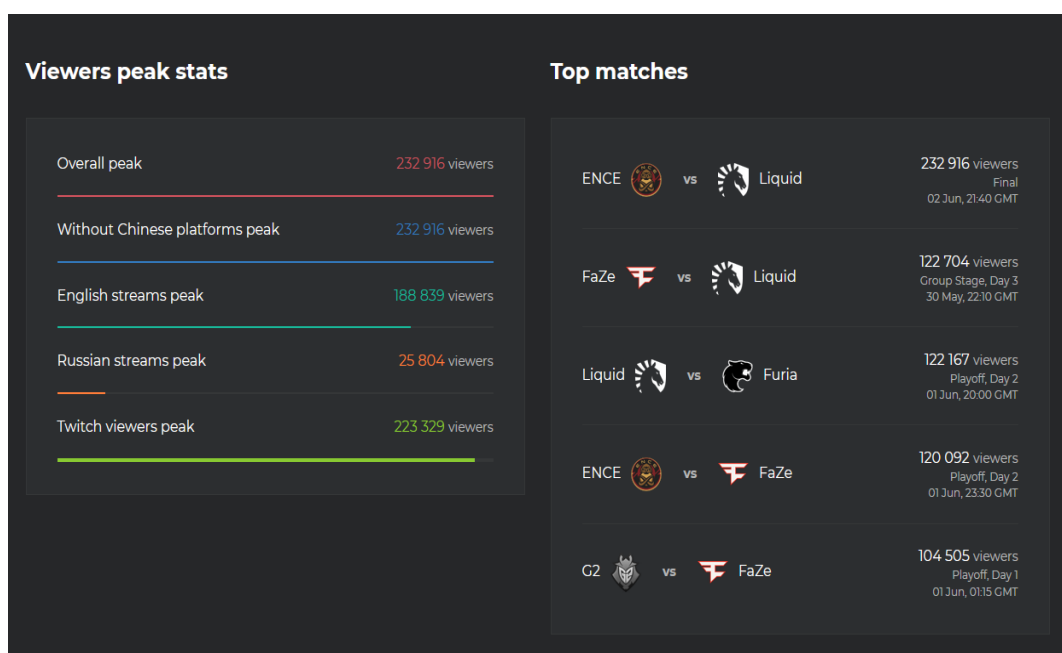 Viewers peak stats
Overall peak 232 916 viewers
Without Chinese platforms peak 232 916 viewers
English streams peak 188 839 viewers
Russian streams peak 25 804 viewers
Twitch viewers peak 223 329 viewers
Top matches
ENCE vs Liquid 232 916 viewers
Final
02 Jun, 21:40 GMT
FaZe vs Liquid 122 704 viewers
Group Stage, Day 3
30 May, 22:10 GMT
Liquid vs Furia 122 167 viewers
Playoff, Day 2
01 Jun, 20:00 GMT
ENCE vs FaZe 120 092 viewers
Playoff, Day 2
01 Jun, 23:30 GMT
G2 vs FaZe 104 505 viewers
Playoff, Day 1
01 Jun, 01:15 GMT